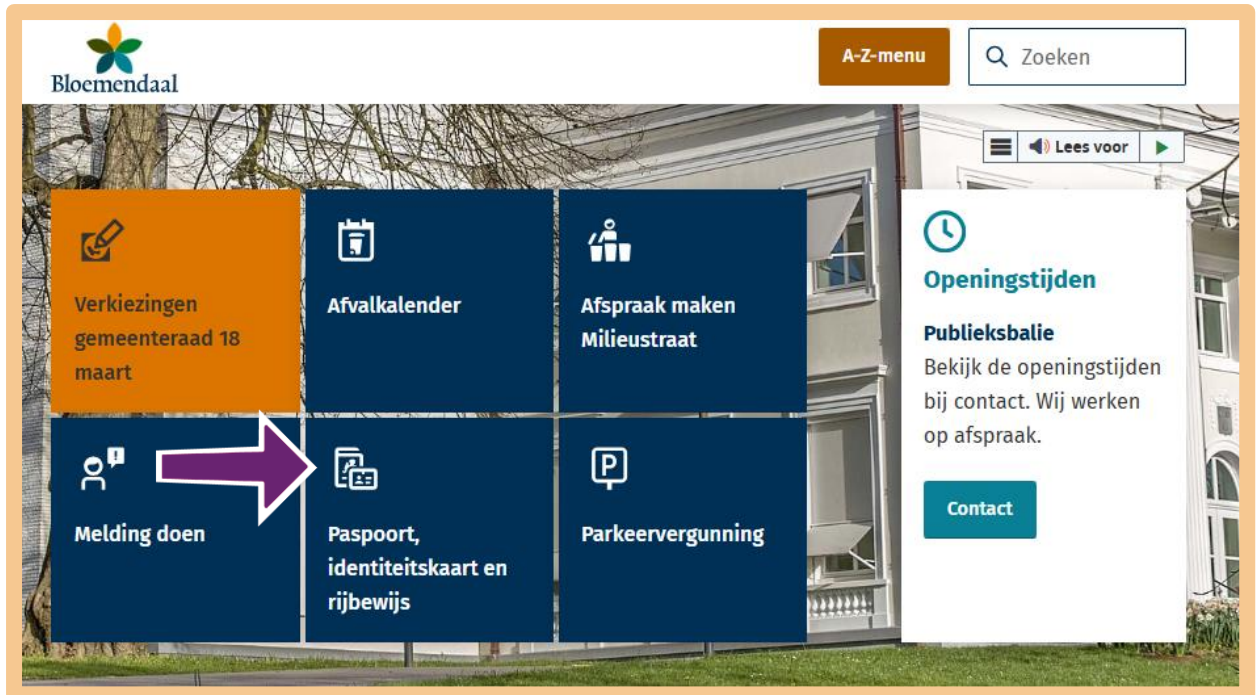 Bloemendaal
A-Z-menu
Zoeken
Lees voor
Verkiezingen
gemeenteraad 18
maart
Afvalkalender
Afspraak maken
Milieustraat
Openingstijden
Publieksbalie
Bekijk de openingstijden
bij contact. Wij werken
op afspraak.
Contact
Melding doen
Paspoort,
identiteitskaart en
rijbewijs
P
Parkeervergunning